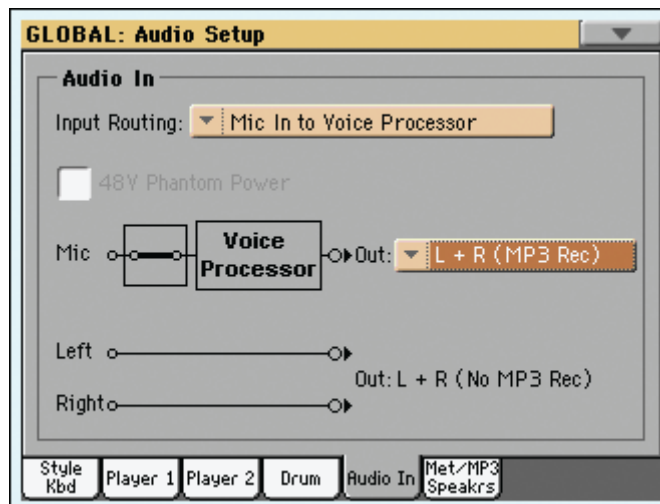 GLOBAL: Audio Setup
Audio In
Input Routing: Mic In to Voice Processor
48V Phantom Power
Mic Voice Processor Out: L + R (MP3 Rec)
Left
Out: L + R (No MP3 Rec)
Right
Style Kbd Player 1 Player 2 Drum Audio In Met/MP3 Speakrs